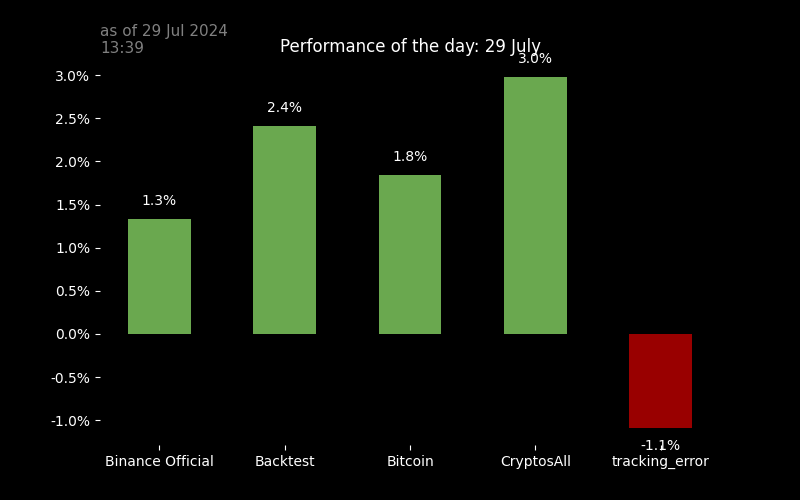 as of 29 Jul 2024
13:39
Performance of the day: 29 July
3.0%
3.0%
2.5%
2.4%
2.0%
1.8%
1.5%
1.3%
1.0%
0.5%
0.0%
-0.5%
-1.0%
-1.1%
Binance Official
Backtest
Bitcoin
CryptosAll
tracking_error